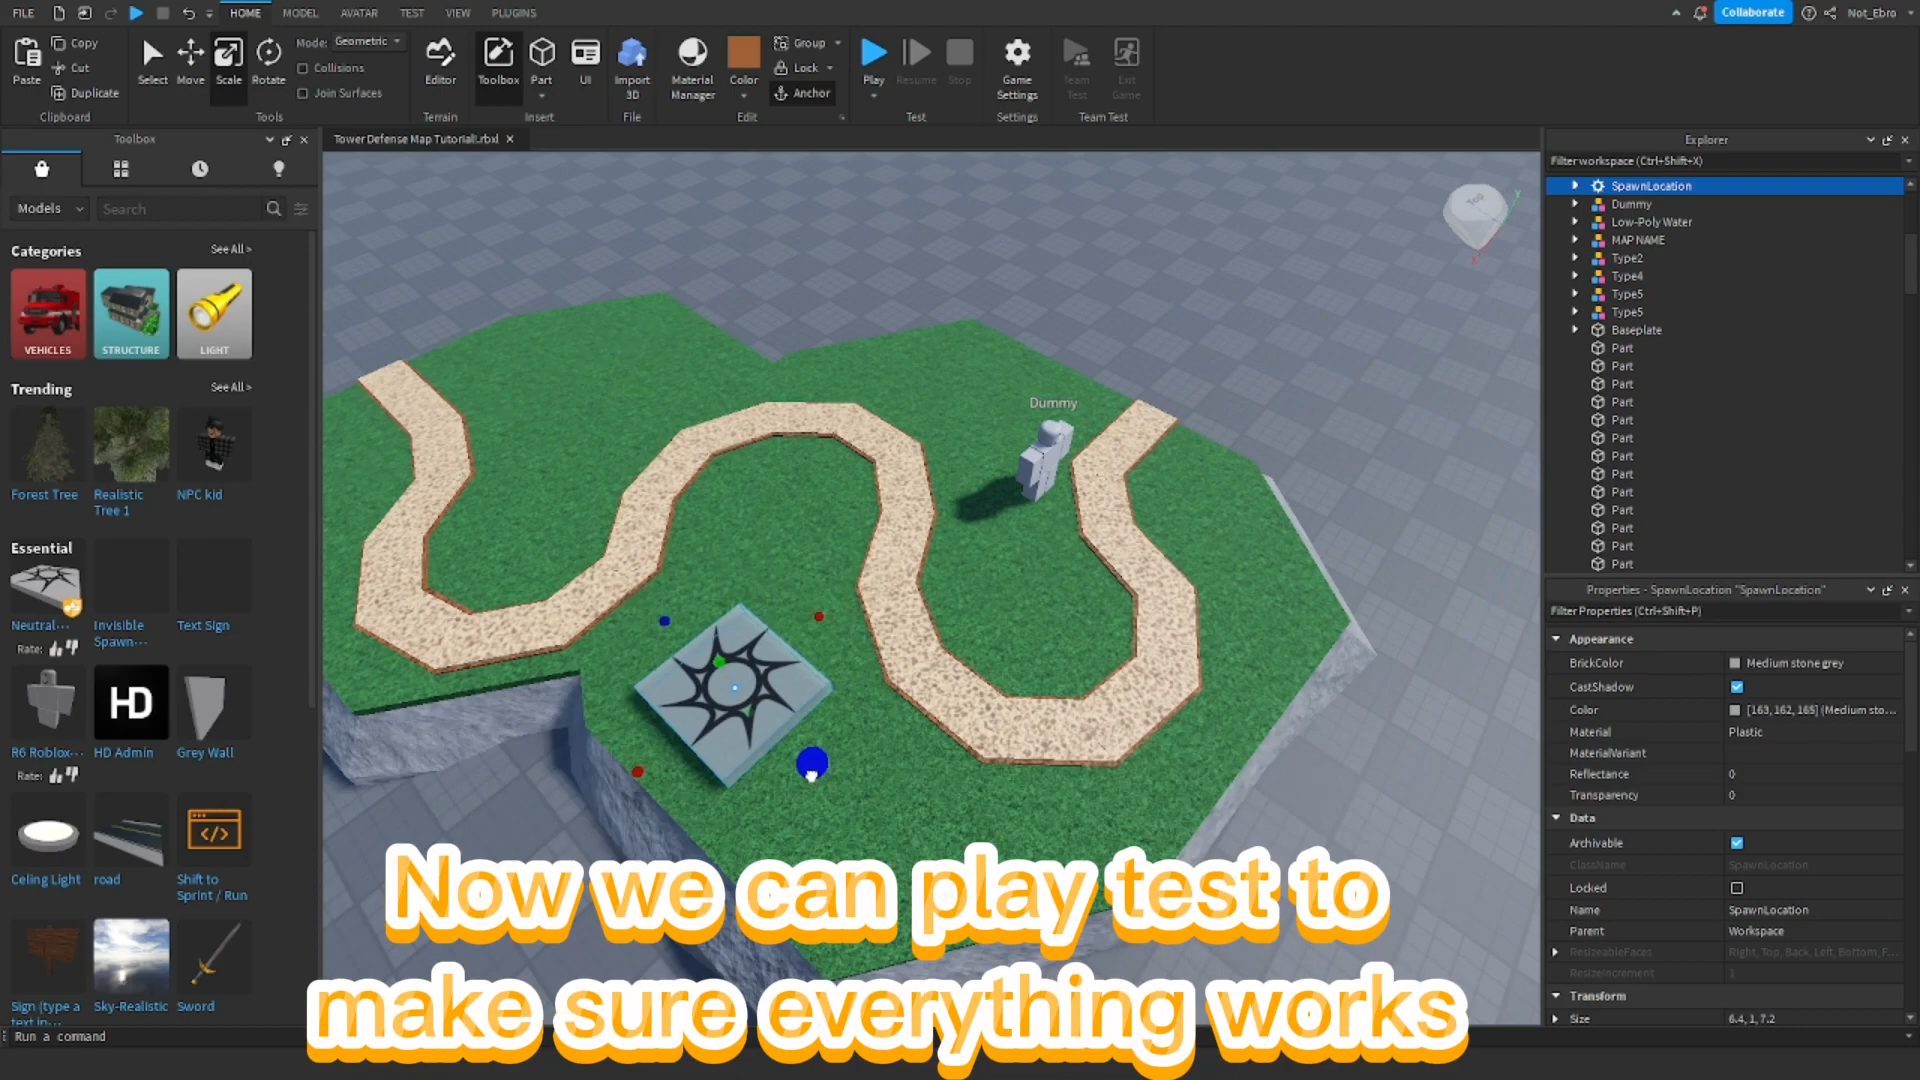 FILE
HOME
MODEL
AVATAR
TEST
VIEW
PLUGINS
Collaborate
Not_Ebro
Paste
Copy
Cut
Duplicate
Clipboard
Select
Move
Scale
Rotate
Mode: Geometric
Collisions
Join Surfaces
Tools
Editor
Terrain
Toolbox
Part
UI
Insert
Import
3D
File
Material
Manager
Color
Group
Lock
Anchor
Edit
Play
Resume
Stop
Test
Game
Settings
Settings
Team
Test
Exit
Game
Team Test
Toolbox
Models
Search
Categories
See All >
VEHICLES
STRUCTURE
LIGHT
Trending
See All >
Forest Tree
Realistic
Tree 1
NPC kid
Essential
Neutral...
Rate:
Invisible
Spawn...
Text Sign
R6 Roblox...
Rate:
HD
HD Admin
Grey Wall
Celing Light
road
Shift to
Sprint / Run
Sign (type a
text in...
Sky-Realistic
Sword
Run a command
Tower Defense Map Tutorial!.rbxl
Top
Y
X
Dummy
Now we can play test to
make sure everything works
Explorer
Filter workspace (Ctrl+Shift+X)
SpawnLocation
Dummy
Low-Poly Water
MAP NAME
Type2
Type4
Type5
Type5
Baseplate
Part
Part
Part
Part
Part
Part
Part
Part
Part
Part
Part
Part
Part
Properties - SpawnLocation "SpawnLocation"
Filter Properties (Ctrl+Shift+P)
Appearance
BrickColor Medium stone grey
CastShadow
Color [163, 162, 165] (Medium sto...
Material Plastic
MaterialVariant
Reflectance 0
Transparency 0
Data
Archivable
ClassName SpawnLocation
Locked
Name SpawnLocation
Parent Workspace
ResizeableFaces Right, Top, Back, Left, Bottom, F...
ResizeIncrement 1
Transform
Size 6.4, 1, 7.2